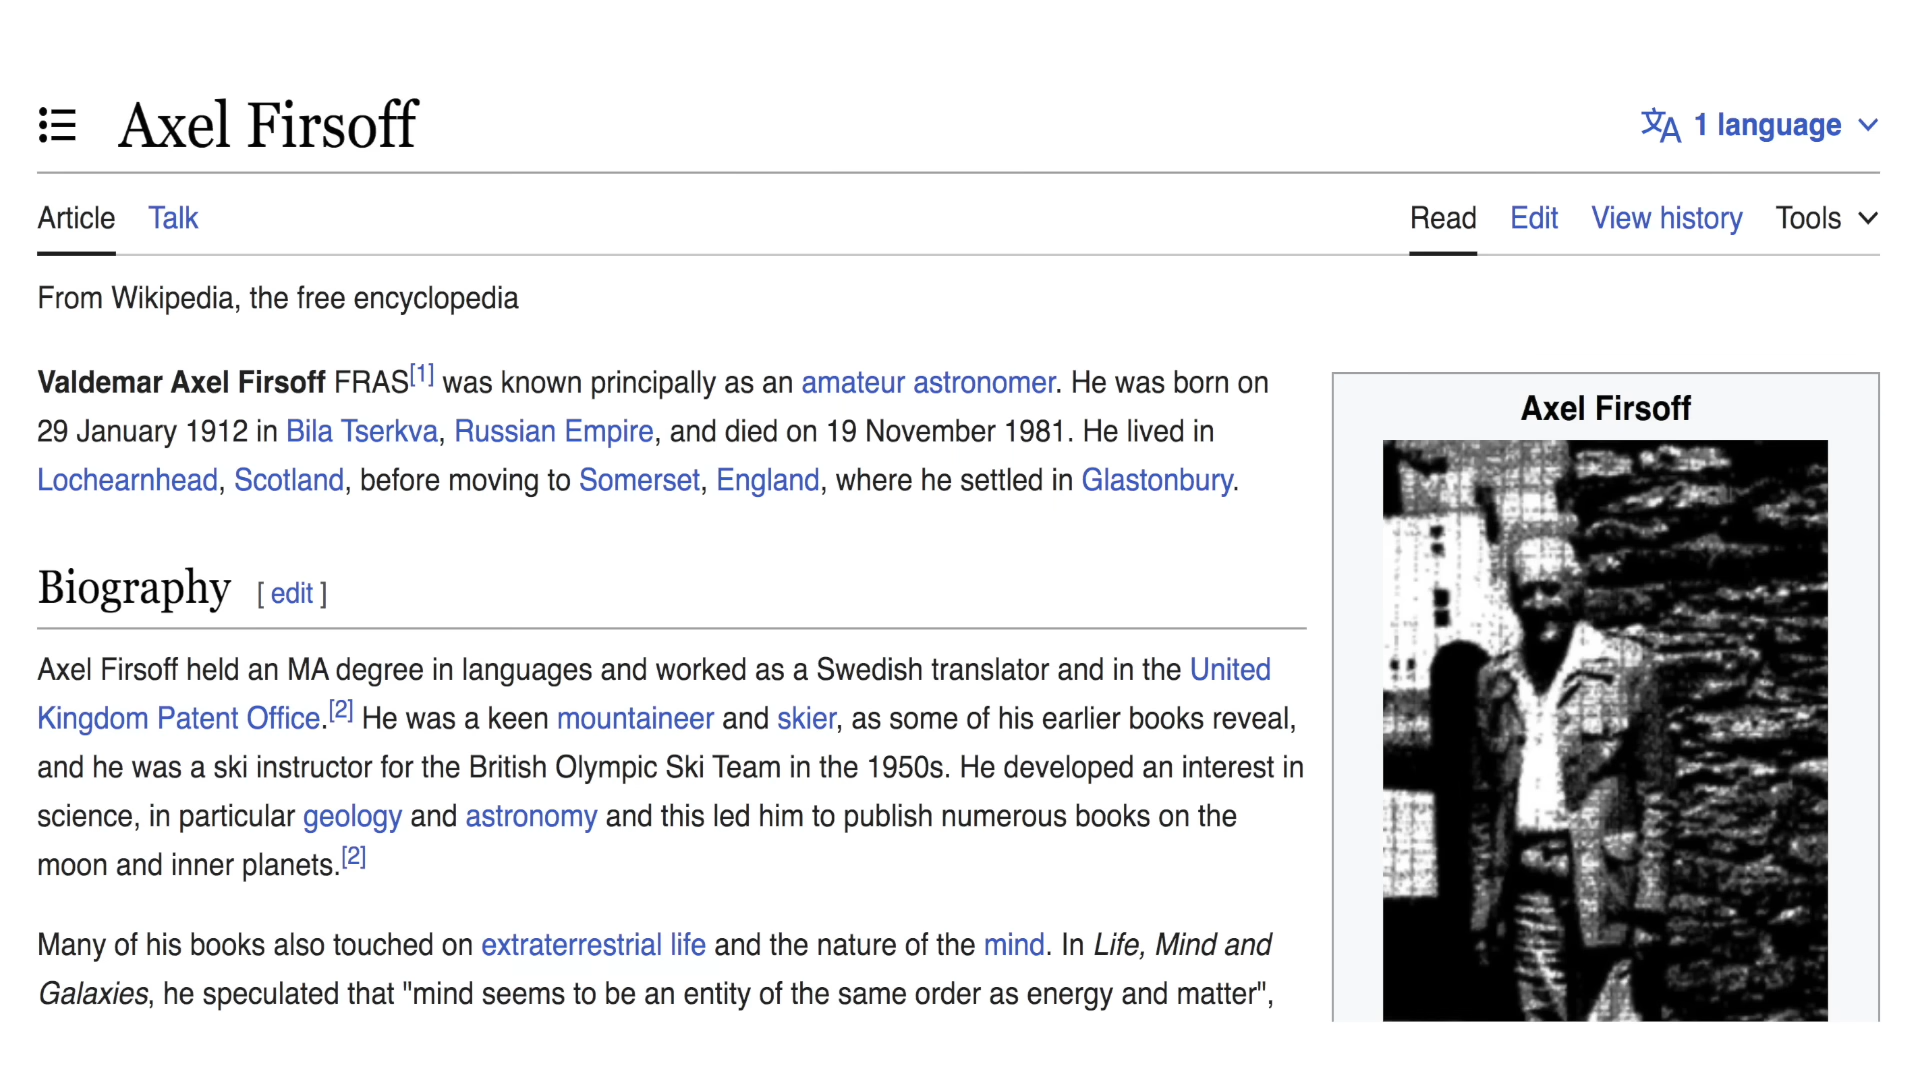 Axel Firsoff
文A 1 language
Article Talk Read Edit View history Tools
From Wikipedia, the free encyclopedia
Valdemar Axel Firsoff FRAS[1] was known principally as an amateur astronomer. He was born on
29 January 1912 in Bila Tserkva, Russian Empire, and died on 19 November 1981. He lived in
Lochearnhead, Scotland, before moving to Somerset, England, where he settled in Glastonbury.
Axel Firsoff
Biography [ edit ]
Axel Firsoff held an MA degree in languages and worked as a Swedish translator and in the United
Kingdom Patent Office.[2] He was a keen mountaineer and skier, as some of his earlier books reveal,
and he was a ski instructor for the British Olympic Ski Team in the 1950s. He developed an interest in
science, in particular geology and astronomy and this led him to publish numerous books on the
moon and inner planets.[2]
Many of his books also touched on extraterrestrial life and the nature of the mind. In Life, Mind and
Galaxies, he speculated that "mind seems to be an entity of the same order as energy and matter",